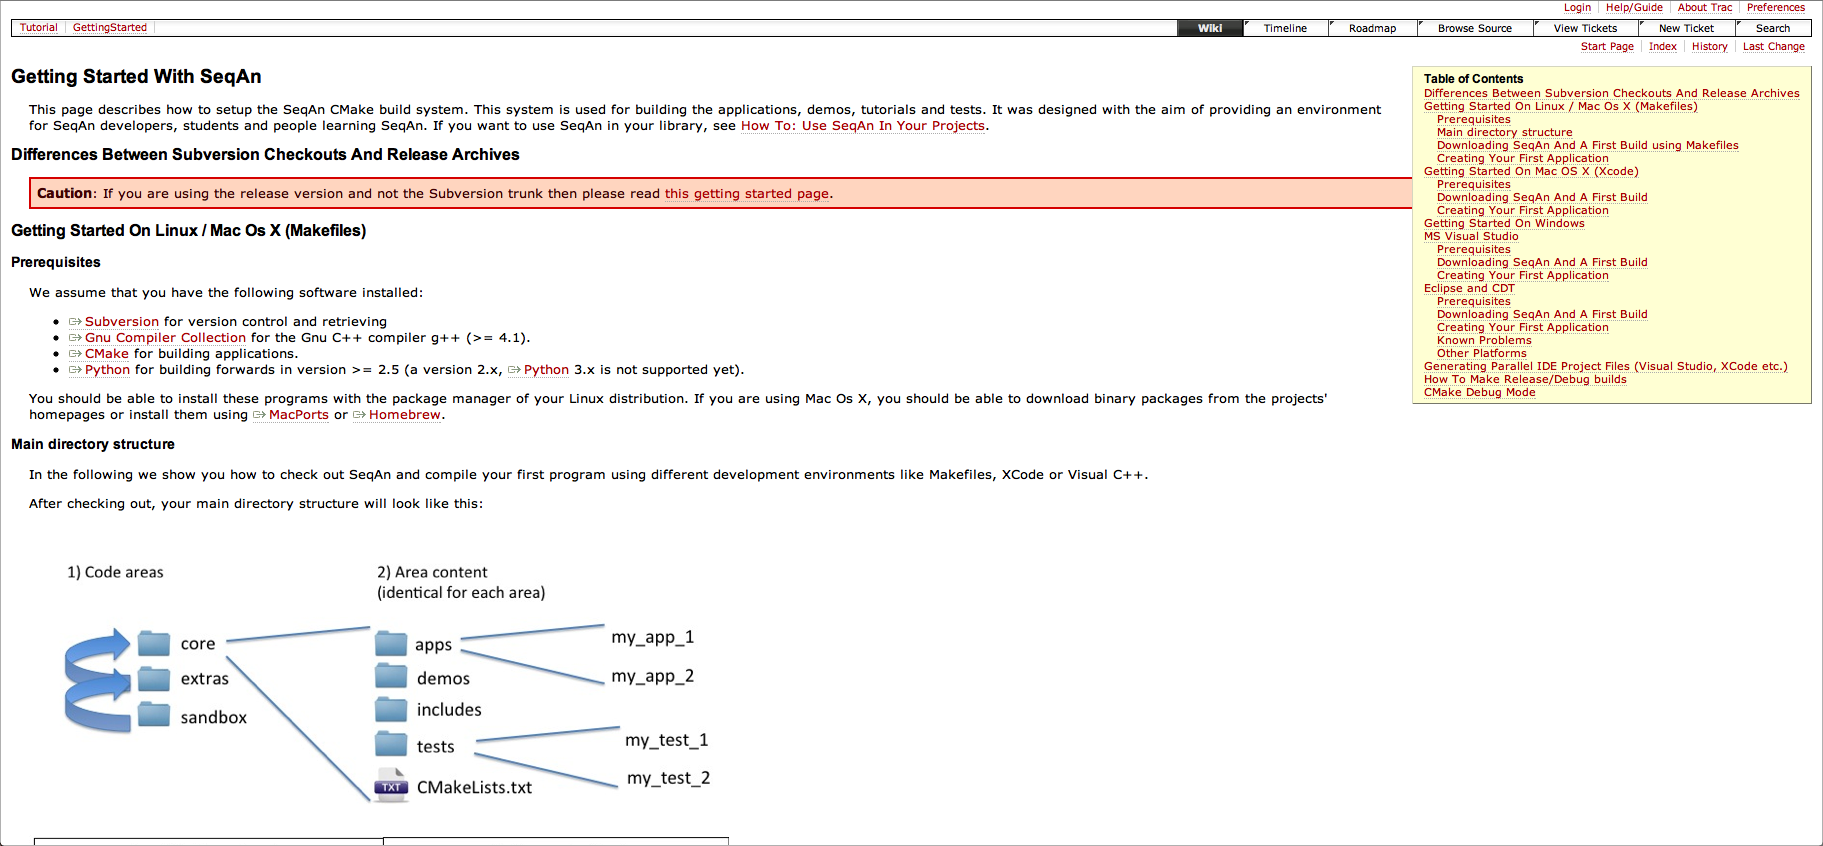 Login Help/Guide About Trac Preferences
Tutorial GettingStarted
Wiki Timeline Roadmap Browse Source View Tickets New Ticket Search
Start Page Index History Last Change
Getting Started With SeqAn
This page describes how to setup the SeqAn CMake build system. This system is used for building the applications, demos, tutorials and tests. It was designed with the aim of providing an environment
for SeqAn developers, students and people learning SeqAn. If you want to use SeqAn in your library, see How To: Use SeqAn In Your Projects.
Differences Between Subversion Checkouts And Release Archives
Caution: If you are using the release version and not the Subversion trunk then please read this getting started page.
Getting Started On Linux / Mac Os X (Makefiles)
Prerequisites
We assume that you have the following software installed:
Subversion for version control and retrieving
Gnu Compiler Collection for the Gnu C++ compiler g++ (>= 4.1).
CMake for building applications.
Python for building forwards in version >= 2.5 (a version 2.x, Python 3.x is not supported yet).
You should be able to install these programs with the package manager of your Linux distribution. If you are using Mac Os X, you should be able to download binary packages from the projects'
homepages or install them using MacPorts or Homebrew.
Main directory structure
In the following we show you how to check out SeqAn and compile your first program using different development environments like Makefiles, XCode or Visual C++.
After checking out, your main directory structure will look like this:
Table of Contents
Differences Between Subversion Checkouts And Release Archives
Getting Started On Linux / Mac Os X (Makefiles)
Prerequisites
Main directory structure
Downloading SeqAn And A First Build using Makefiles
Creating Your First Application
Getting Started On Mac OS X (Xcode)
Prerequisites
Downloading SeqAn And A First Build
Creating Your First Application
Getting Started On Windows
MS Visual Studio
Prerequisites
Downloading SeqAn And A First Build
Creating Your First Application
Eclipse and CDT
Prerequisites
Downloading SeqAn And A First Build
Creating Your First Application
Known Problems
Other Platforms
Generating Parallel IDE Project Files (Visual Studio, XCode etc.)
How To Make Release/Debug builds
CMake Debug Mode
1) Code areas
core
extras
sandbox
2) Area content
(identical for each area)
apps
demos
includes
tests
TXT CMakeLists.txt
my_app_1
my_app_2
my_test_1
my_test_2